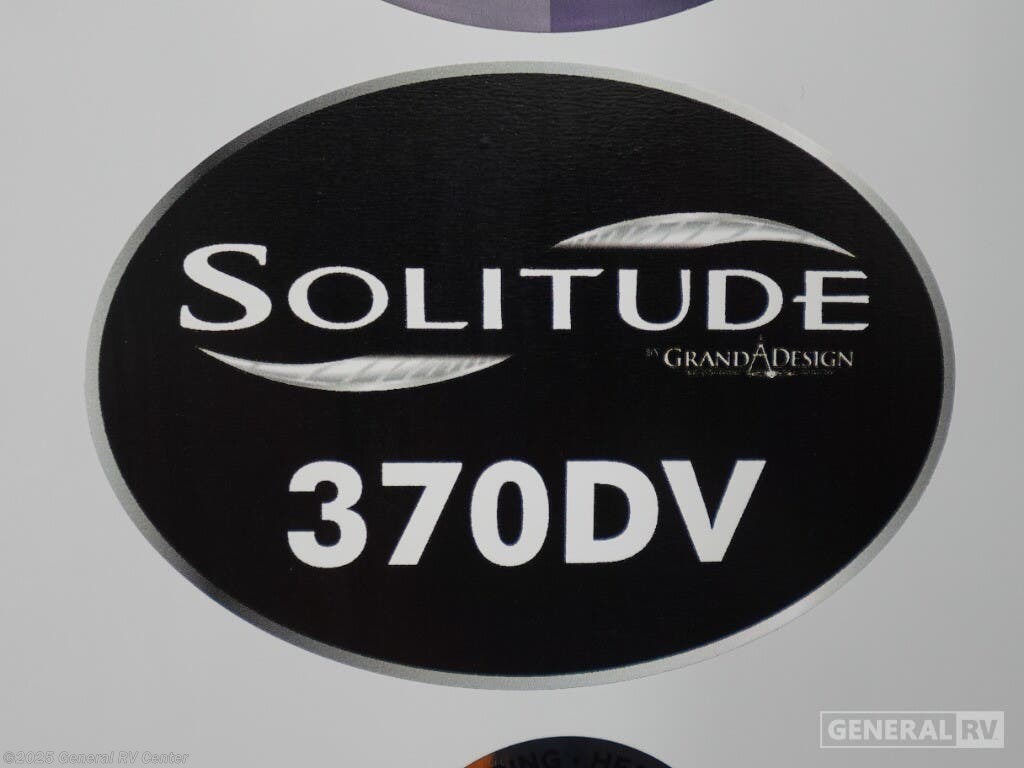 SOLITUDE
BY GRAND DESIGN
370DV
GENERAL RV
©2025 General RV Center